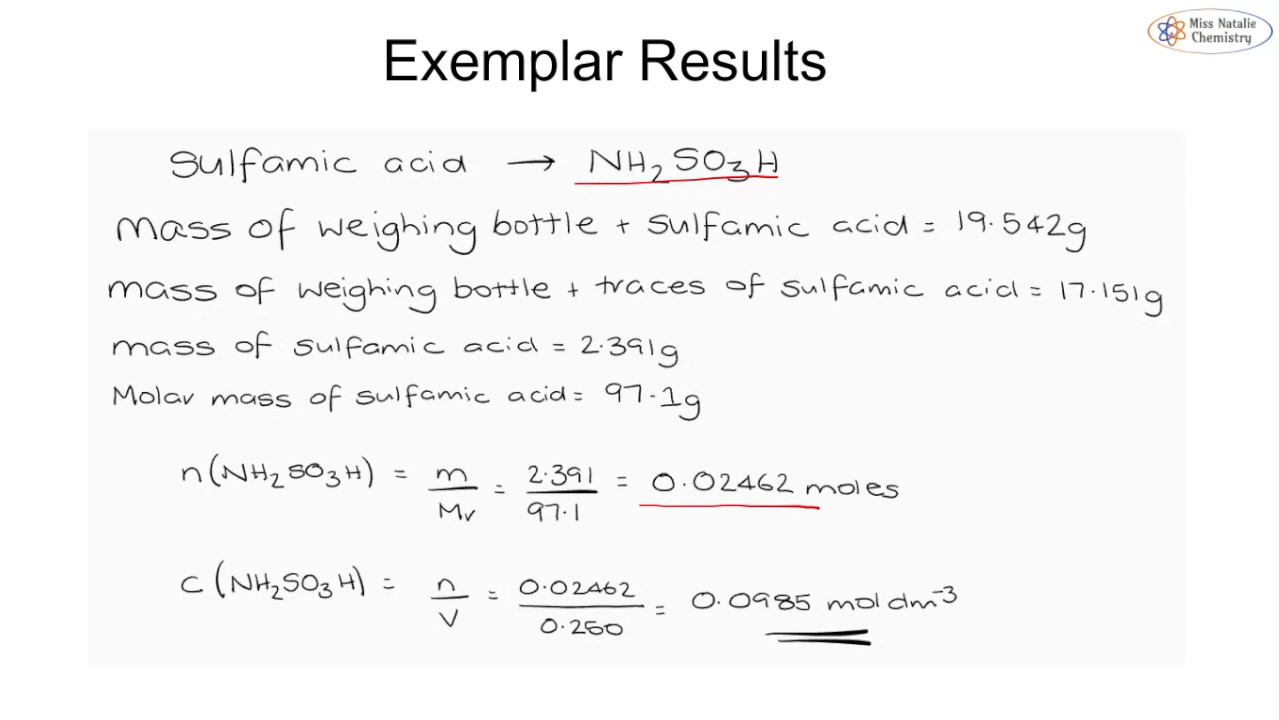 Miss Natalie
Chemistry
Exemplar Results
Sulfamic acid → NH₂SO₃H
Mass of weighing bottle + sulfamic acid = 19.542g
mass of weighing bottle + traces of sulfamic acid = 17.151g
mass of sulfamic acid = 2.391g
Molar mass of sulfamic acid = 97.1g
n(NH₂SO₃H) = m/Mr = 2.391/97.1 = 0.02462 moles
c(NH₂SO₃H) = n/V = 0.02462/0.250 = 0.0985 mol dm⁻³